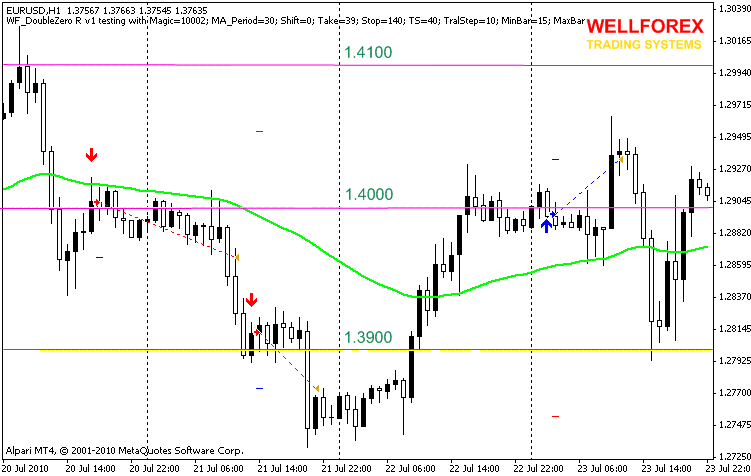 EURUSD,H1 1.37567 1.37663 1.37545 1.37635
WF_DoubleZero R v1 testing with Magic=10002; MA_Period=30; Shift=0; Take=39; Stop=140; TS=40; TralStep=10; MinBar=15; MaxBar
WELLFOREX
TRADING SYSTEMS
1.4100
1.4000
1.3900
1.30390
1.30165
1.29940
1.29715
1.29495
1.29270
1.29045
1.28820
1.28595
1.28370
1.28145
1.27925
1.27700
1.27475
1.27250
Alpari MT4, © 2001-2010 MetaQuotes Software Corp.
20 Jul 2010
20 Jul 14:00
20 Jul 22:00
21 Jul 06:00
21 Jul 14:00
21 Jul 22:00
22 Jul 06:00
22 Jul 14:00
22 Jul 22:00
23 Jul 06:00
23 Jul 14:00
23 Jul 22:0